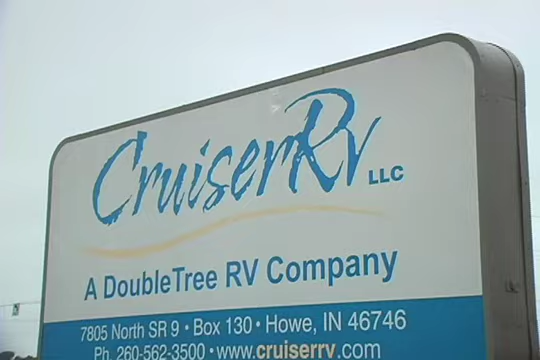 CruiserRv LLC
A DoubleTree RV Company
7805 North SR 9 • Box 130 • Howe, IN 46746
Ph 260-562-3500 • www.cruiserrv.com